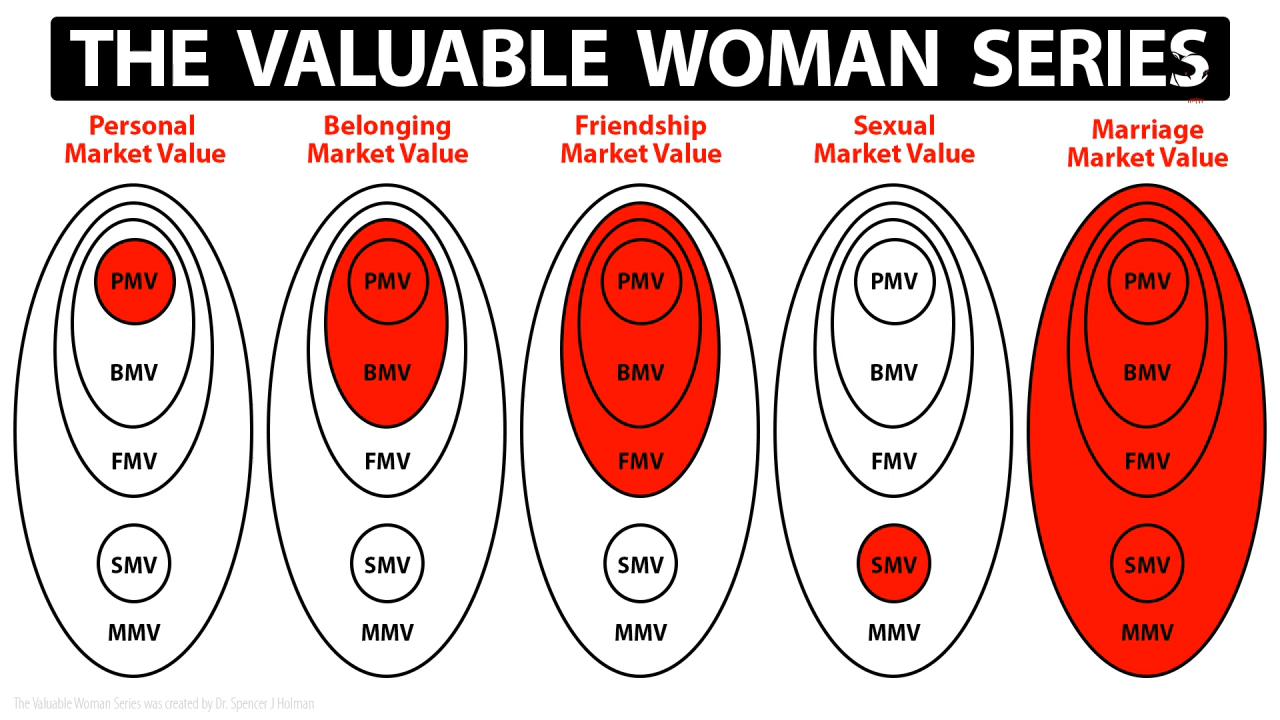 THE VALUABLE WOMAN SERIES
Personal
Market Value
Belonging
Market Value
Friendship
Market Value
Sexual
Market Value
Marriage
Market Value
PMV
BMV
FMV
SMV
MMV
PMV
BMV
FMV
SMV
MMV
PMV
BMV
FMV
SMV
MMV
PMV
BMV
FMV
SMV
MMV
PMV
BMV
FMV
SMV
MMV
The Valuable Woman Series was created by Dr. Spencer J Holman